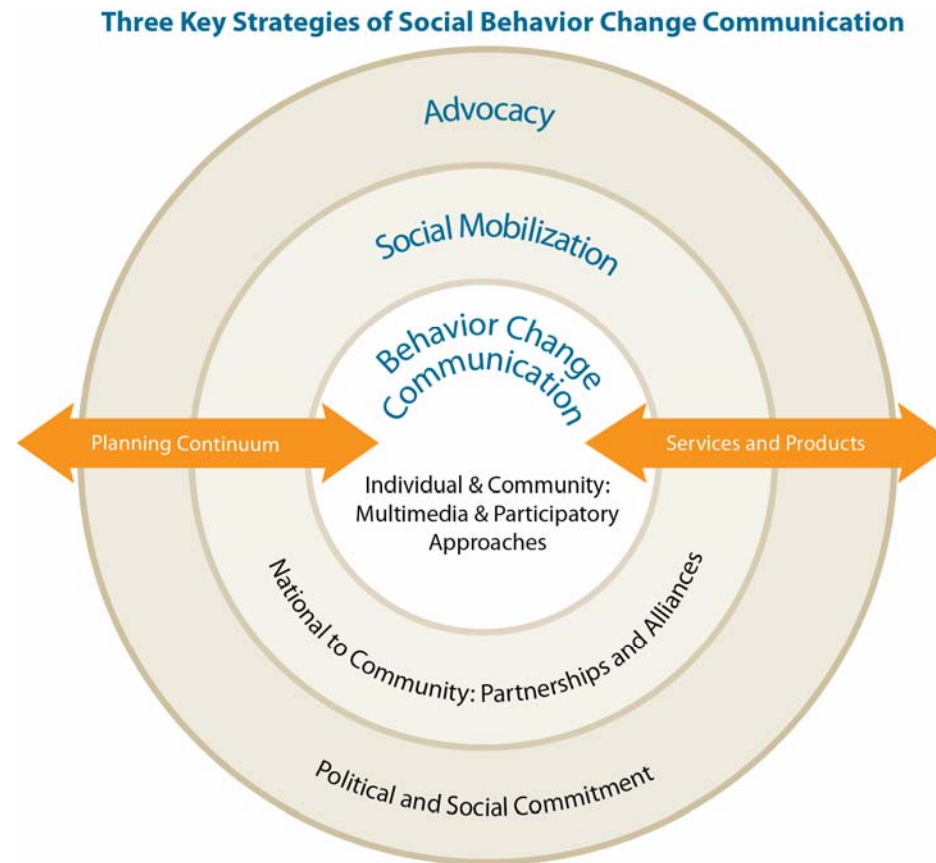 Three Key Strategies of Social Behavior Change Communication
Advocacy
Social Mobilization
Behavior Change
Communication
Planning Continuum
Services and Products
Individual & Community:
Multimedia & Participatory
Approaches
National to Community: Partnerships and Alliances
Political and Social Commitment